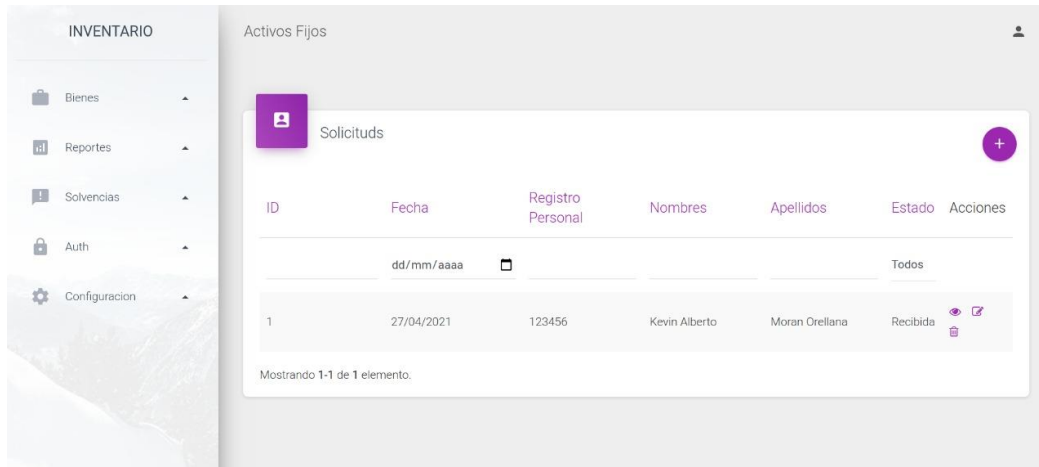 INVENTARIO
Bienes
Reportes
Solvencias
Auth
Configuracion
Activos Fijos
Solicituds
ID Fecha Registro Personal Nombres Apellidos Estado Acciones
dd/mm/aaaa Todos
1 27/04/2021 123456 Kevin Alberto Moran Orellana Recibida
Mostrando 1-1 de 1 elemento.